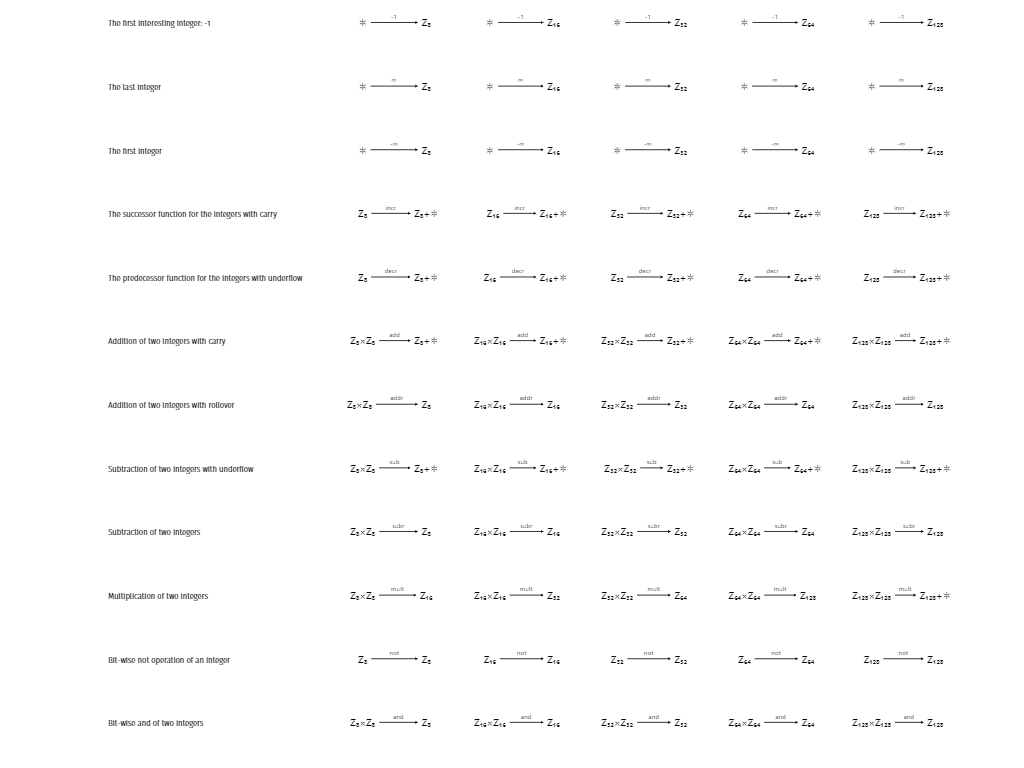 The first interesting integer: -1 ✲ -1 Z₈ ✲ -1 Z₁₆ ✲ -1 Z₃₂ ✲ -1 Z₆₄ ✲ -1 Z₁₂₈
The last integer ✲ ∞ Z₈ ✲ ∞ Z₁₆ ✲ ∞ Z₃₂ ✲ ∞ Z₆₄ ✲ ∞ Z₁₂₈
The first integer ✲ -∞ Z₈ ✲ -∞ Z₁₆ ✲ -∞ Z₃₂ ✲ -∞ Z₆₄ ✲ -∞ Z₁₂₈
The successor function for the integers with carry Z₈ incr Z₈+✲ Z₁₆ incr Z₁₆+✲ Z₃₂ incr Z₃₂+✲ Z₆₄ incr Z₆₄+✲ Z₁₂₈ incr Z₁₂₈+✲
The predecessor function for the integers with underflow Z₈ decr Z₈+✲ Z₁₆ decr Z₁₆+✲ Z₃₂ decr Z₃₂+✲ Z₆₄ decr Z₆₄+✲ Z₁₂₈ decr Z₁₂₈+✲
Addition of two integers with carry Z₈×Z₈ add Z₈+✲ Z₁₆×Z₁₆ add Z₁₆+✲ Z₃₂×Z₃₂ add Z₃₂+✲ Z₆₄×Z₆₄ add Z₆₄+✲ Z₁₂₈×Z₁₂₈ add Z₁₂₈+✲
Addition of two integers with rollover Z₈×Z₈ addr Z₈ Z₁₆×Z₁₆ addr Z₁₆ Z₃₂×Z₃₂ addr Z₃₂ Z₆₄×Z₆₄ addr Z₆₄ Z₁₂₈×Z₁₂₈ addr Z₁₂₈
Subtraction of two integers with underflow Z₈×Z₈ sub Z₈+✲ Z₁₆×Z₁₆ sub Z₁₆+✲ Z₃₂×Z₃₂ sub Z₃₂+✲ Z₆₄×Z₆₄ sub Z₆₄+✲ Z₁₂₈×Z₁₂₈ sub Z₁₂₈+✲
Subtraction of two integers Z₈×Z₈ subr Z₈ Z₁₆×Z₁₆ subr Z₁₆ Z₃₂×Z₃₂ subr Z₃₂ Z₆₄×Z₆₄ subr Z₆₄ Z₁₂₈×Z₁₂₈ subr Z₁₂₈
Multiplication of two integers Z₈×Z₈ mult Z₁₆ Z₁₆×Z₁₆ mult Z₃₂ Z₃₂×Z₃₂ mult Z₆₄ Z₆₄×Z₆₄ mult Z₁₂₈ Z₁₂₈×Z₁₂₈ mult Z₁₂₈+✲
Bit-wise not operation of an integer Z₈ not Z₈ Z₁₆ not Z₁₆ Z₃₂ not Z₃₂ Z₆₄ not Z₆₄ Z₁₂₈ not Z₁₂₈
Bit-wise and of two integers Z₈×Z₈ and Z₈ Z₁₆×Z₁₆ and Z₁₆ Z₃₂×Z₃₂ and Z₃₂ Z₆₄×Z₆₄ and Z₆₄ Z₁₂₈×Z₁₂₈ and Z₁₂₈